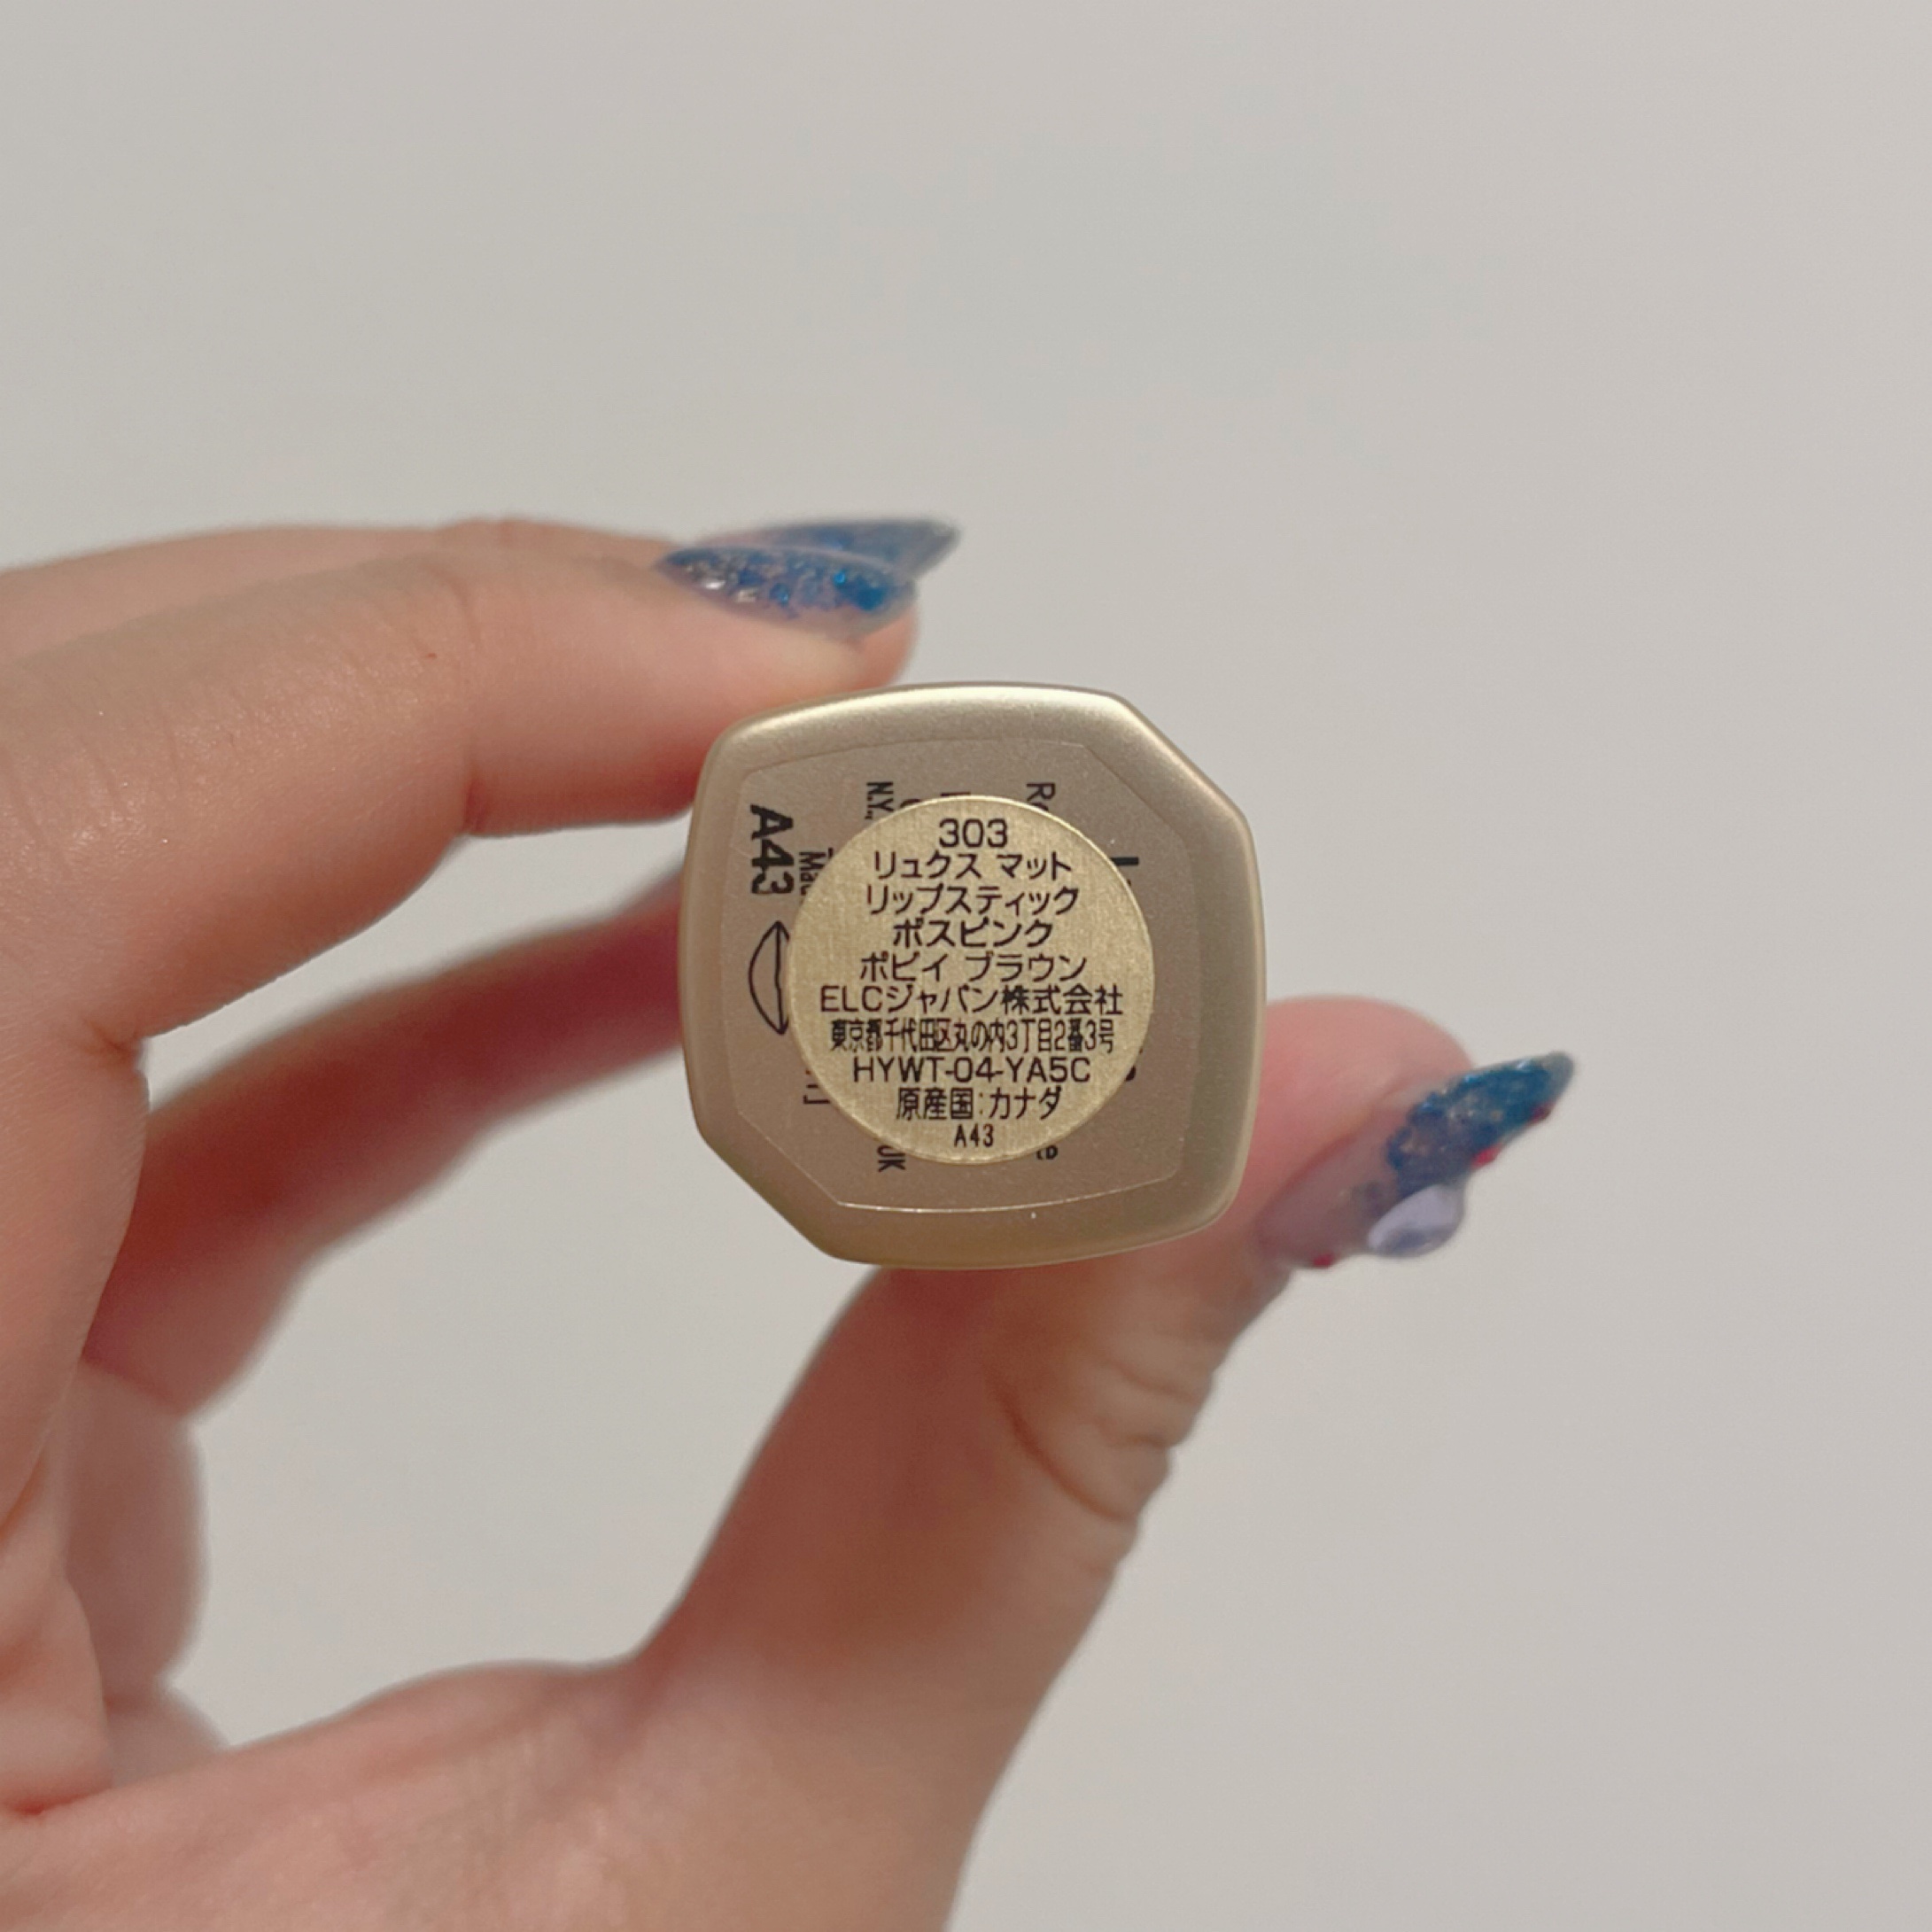 303
リュクス マット
リップスティック
ボスピンク
ボビイ ブラウン
ELCジャパン株式会社
東京都千代田区丸の内3丁目2番3号
HYWT-04-YA5C
原産国:カナダ
A43
A43
N.Y.,
UK